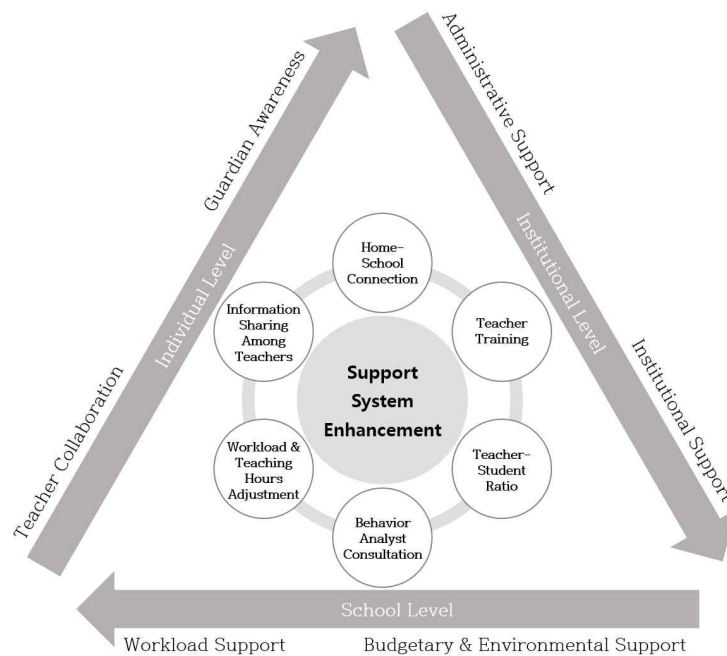 Guardian Awareness
Individual Level
Teacher Collaboration
Administrative Support
Institutional Level
Institutional Support
Home-
School
Connection
Information
Sharing
Among
Teachers
Teacher
Training
Support
System
Enhancement
Workload &
Teaching
Hours
Adjustment
Teacher-
Student
Ratio
Behavior
Analyst
Consultation
School Level
Workload Support
Budgetary & Environmental Support